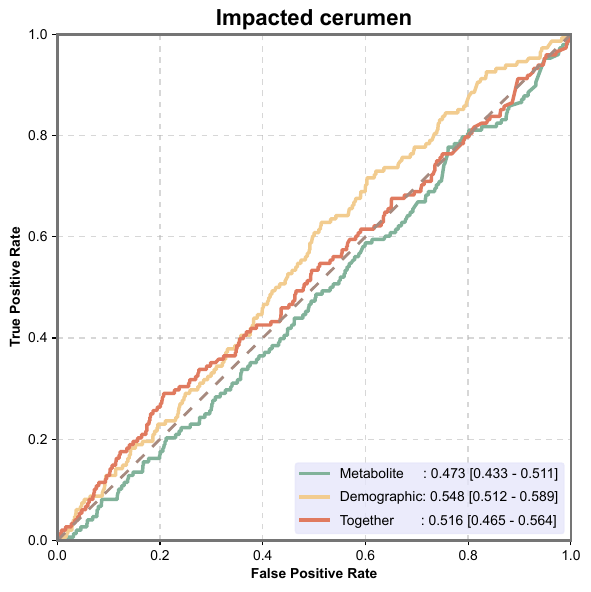 Impacted cerumen
1.0
0.8
0.6
0.4
0.2
0.0
True Positive Rate
Metabolite : 0.473 [0.433 - 0.511]
Demographic: 0.548 [0.512 - 0.589]
Together : 0.516 [0.465 - 0.564]
0.0 0.2 0.4 0.6 0.8 1.0
False Positive Rate